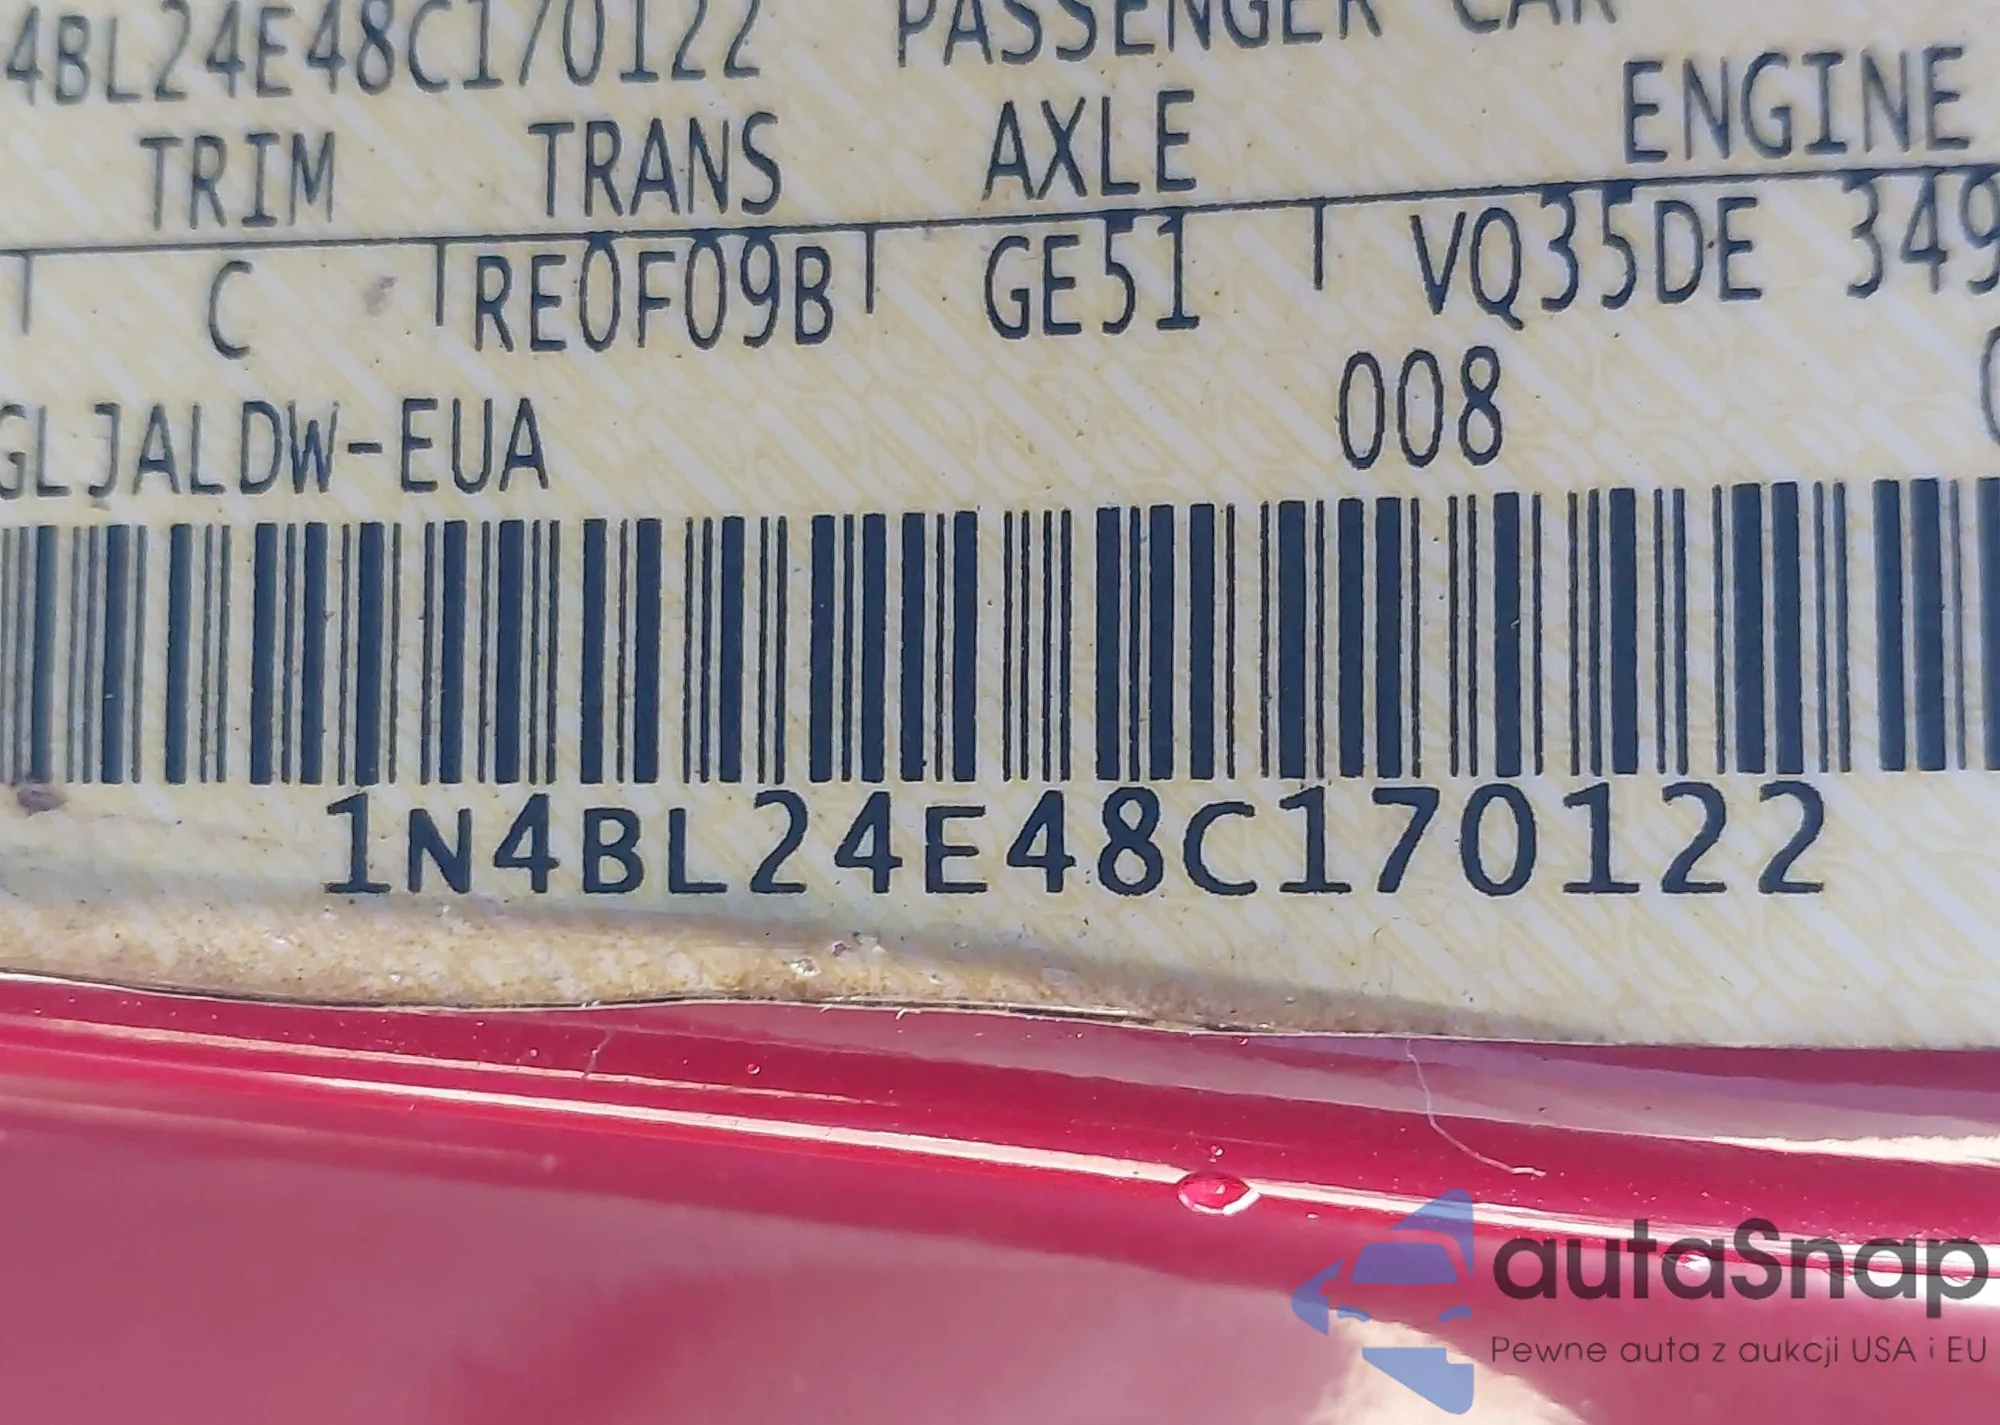 4BL24E48C170122 PASSENGER CAR
TRIM TRANS AXLE ENGINE
C RE0F09B GE51 VQ35DE 349
GLJALDW-EUA 008
1N4BL24E48C170122
autaSnap
Pewne auta z aukcji USA i EU